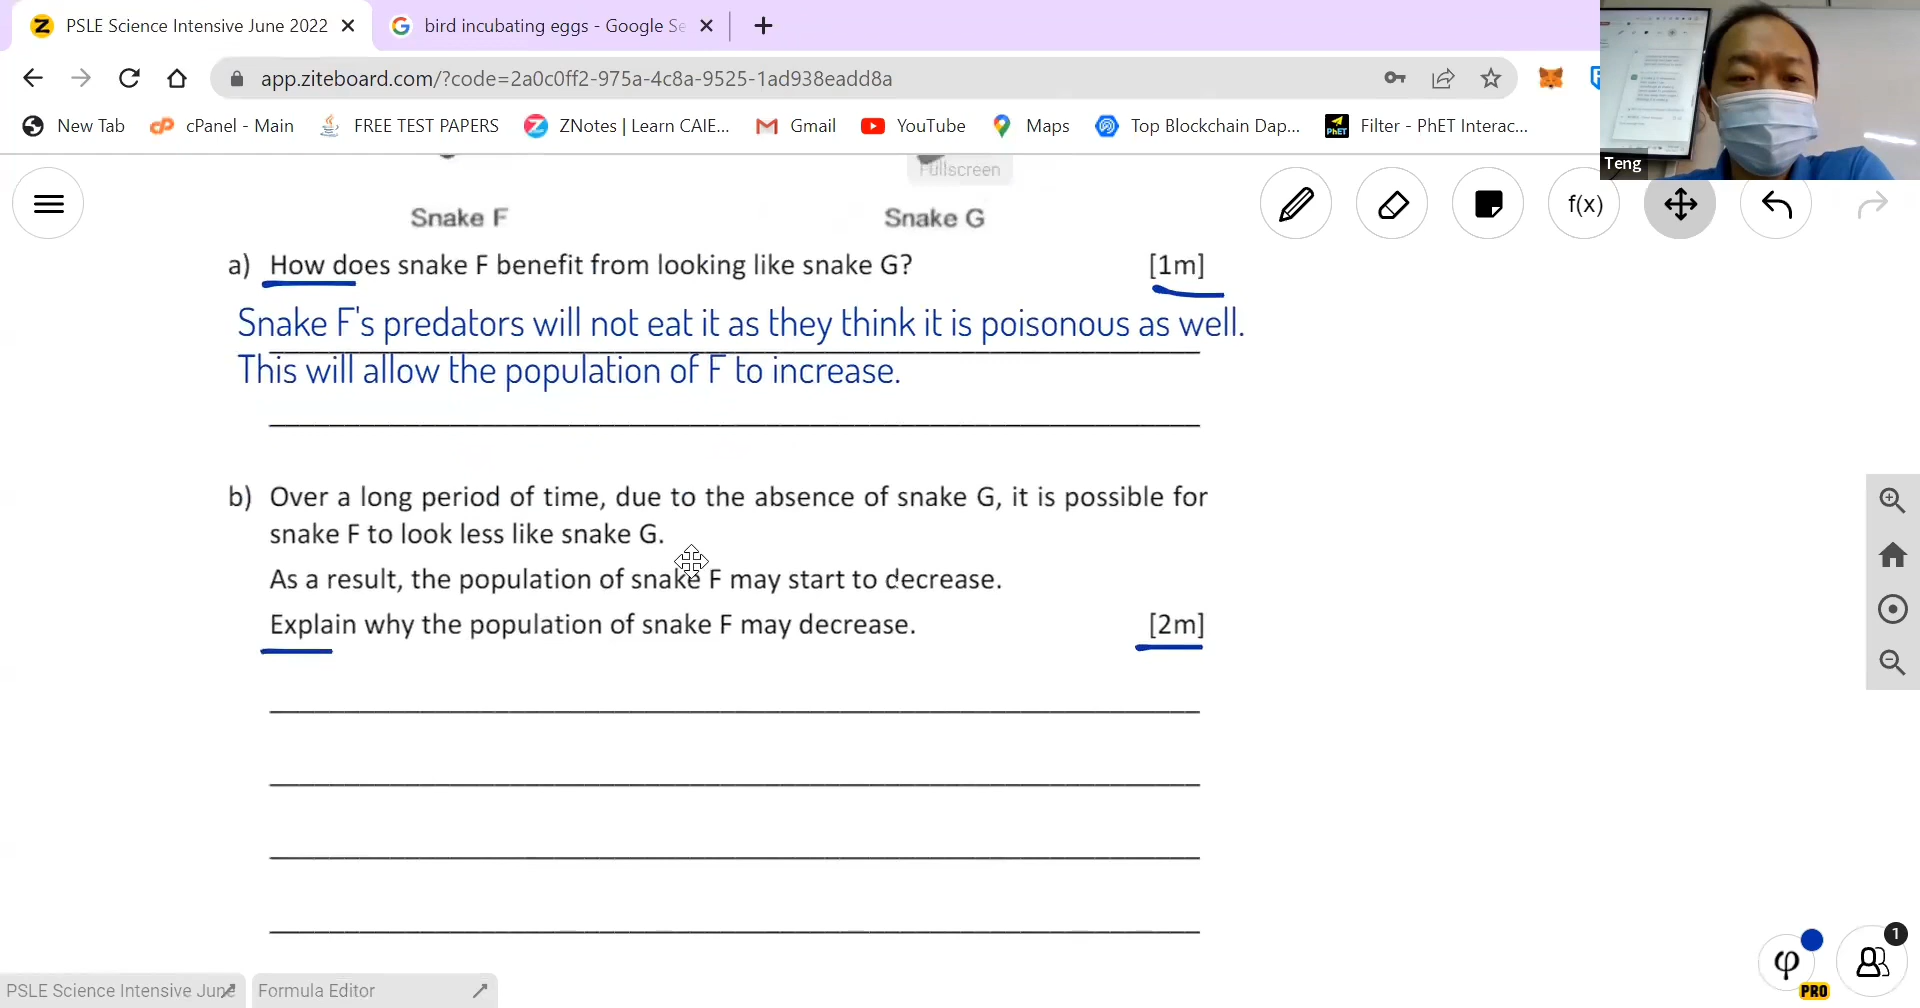 PSLE Science Intensive June 2022
bird incubating eggs - Google Se
app.ziteboard.com/?code=2a0c0ff2-975a-4c8a-9525-1ad938eadd8a
New Tab
cPanel - Main
FREE TEST PAPERS
ZNotes | Learn CAIE...
Gmail
YouTube
Maps
Top Blockchain Dap...
PhET
Filter - PhET Interac...
Teng
Fullscreen
f(x)
Snake F
Snake G
a) How does snake F benefit from looking like snake G? [1m]
Snake F's predators will not eat it as they think it is poisonous as well.
This will allow the population of F to increase.
b) Over a long period of time, due to the absence of snake G, it is possible for
snake F to look less like snake G.
As a result, the population of snake F may start to decrease.
Explain why the population of snake F may decrease. [2m]
1
φ
PRO
PSLE Science Intensive June
Formula Editor